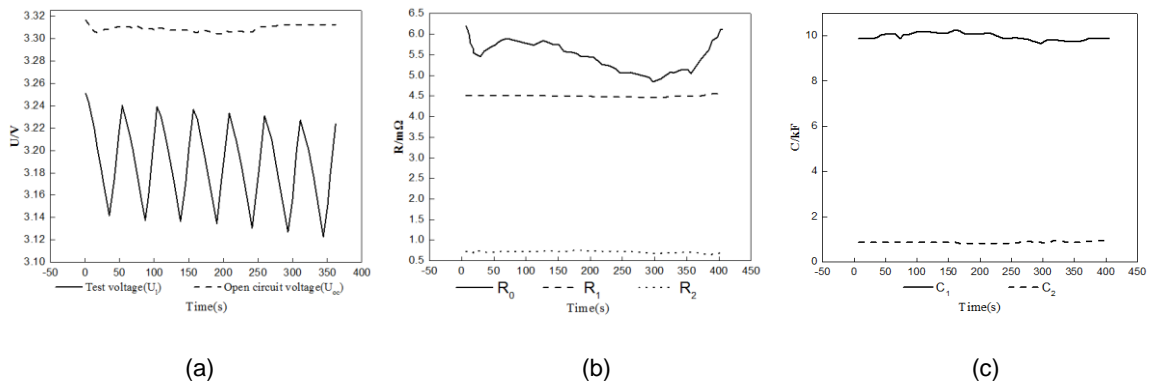 3.32
3.30
3.28
3.26
3.24
3.22
3.20
3.18
3.16
3.14
3.12
3.10
U/V
-50 0 50 100 150 200 250 300 350 400
Test voltage(U₁) Open circuit voltage(Uₒc)
Time(s)
(a)
6.5
6.0
5.5
5.0
4.5
4.0
3.5
3.0
2.5
2.0
1.5
1.0
0.5
R/mΩ
-50 0 50 100 150 200 250 300 350 400 450
R₀ R₁ R₂
Time(s)
(b)
10
8
6
4
2
0
C/kF
-50 0 50 100 150 200 250 300 350 400 450
C₁ C₂
Time(s)
(c)